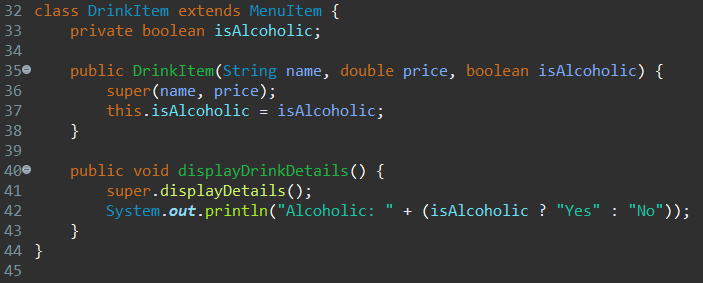 32 class DrinkItem extends MenuItem {
33     private boolean isAlcoholic;
34
35     public DrinkItem(String name, double price, boolean isAlcoholic) {
36         super(name, price);
37         this.isAlcoholic = isAlcoholic;
38     }
39
40     public void displayDrinkDetails() {
41         super.displayDetails();
42         System.out.println("Alcoholic: " + (isAlcoholic ? "Yes" : "No"));
43     }
44 }
45